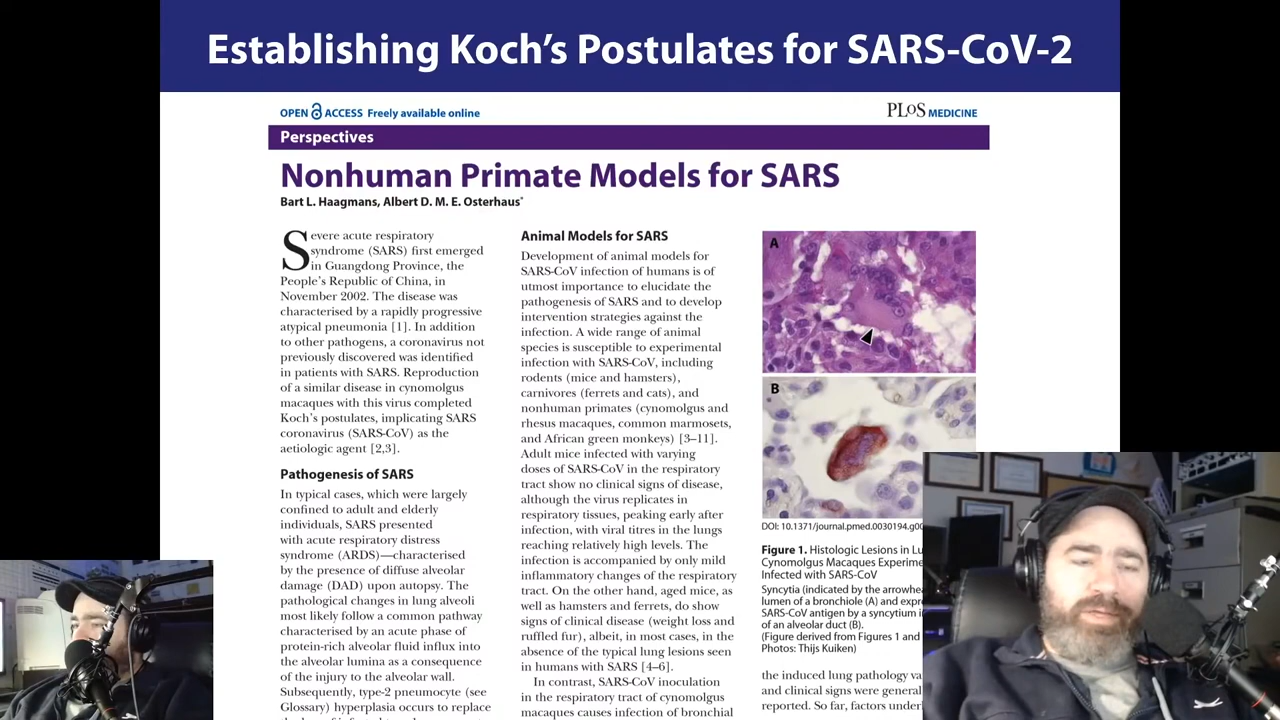 Establishing Koch's Postulates for SARS-CoV-2
OPEN ACCESS Freely available online
PLoS MEDICINE
Perspectives
Nonhuman Primate Models for SARS
Bart L. Haagmans, Albert D. M. E. Osterhaus*
Severe acute respiratory
syndrome (SARS) first emerged
in Guangdong Province, the
People's Republic of China, in
November 2002. The disease was
characterised by a rapidly progressive
atypical pneumonia [1]. In addition
to other pathogens, a coronavirus not
previously discovered was identified
in patients with SARS. Reproduction
of a similar disease in cynomolgus
macaques with this virus completed
Koch's postulates, implicating SARS
coronavirus (SARS-CoV) as the
aetiologic agent [2,3].
Pathogenesis of SARS
In typical cases, which were largely
confined to adult and elderly
individuals, SARS presented
with acute respiratory distress
syndrome (ARDS)—characterised
by the presence of diffuse alveolar
damage (DAD) upon autopsy. The
pathological changes in lung alveoli
most likely follow a common pathway
characterised by an acute phase of
protein-rich alveolar fluid influx into
the alveolar lumina as a consequence
of the injury to the alveolar wall.
Subsequently, type-2 pneumocyte (see
Glossary) hyperplasia occurs to replace
Animal Models for SARS
Development of animal models for
SARS-CoV infection of humans is of
utmost importance to elucidate the
pathogenesis of SARS and to develop
intervention strategies against the
infection. A wide range of animal
species is susceptible to experimental
infection with SARS-CoV, including
rodents (mice and hamsters),
carnivores (ferrets and cats), and
nonhuman primates (cynomolgus and
rhesus macaques, common marmosets,
and African green monkeys) [3–11].
Adult mice infected with varying
doses of SARS-CoV in the respiratory
tract show no clinical signs of disease,
although the virus replicates in
respiratory tissues, peaking early after
infection, with viral titres in the lungs
reaching relatively high levels. The
infection is accompanied by only mild
inflammatory changes of the respiratory
tract. On the other hand, aged mice, as
well as hamsters and ferrets, do show
signs of clinical disease (weight loss and
ruffled fur), albeit, in most cases, in the
absence of the typical lung lesions seen
in humans with SARS [4–6].
In contrast, SARS-CoV inoculation
in the respiratory tract of cynomolgus
macaques causes infection of bronchial
A
B
DOI: 10.1371/journal.pmed.0030194.g00
Figure 1. Histologic Lesions in Lu
Cynomolgus Macaques Experime
Infected with SARS-CoV
Syncytia (indicated by the arrowhea
lumen of a bronchiole (A) and expre
SARS-CoV antigen by a syncytium i
of an alveolar duct (B).
(Figure derived from Figures 1 and
Photos: Thijs Kuiken)
the induced lung pathology va
and clinical signs were general
reported. So far, factors under